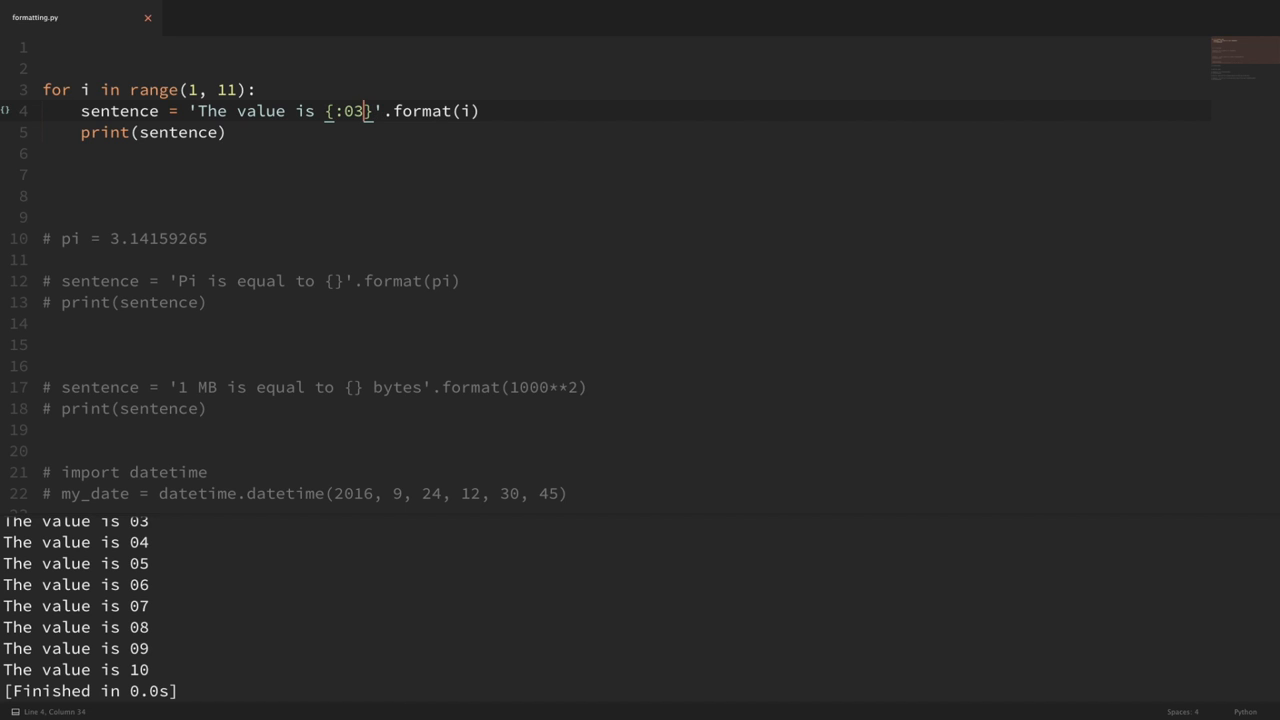 formatting.py
1
2
3 for i in range(1, 11):
{} 4     sentence = 'The value is {:03}'.format(i)
5     print(sentence)
6
7
8
9
10 # pi = 3.14159265
11
12 # sentence = 'Pi is equal to {}'.format(pi)
13 # print(sentence)
14
15
16
17 # sentence = '1 MB is equal to {} bytes'.format(1000**2)
18 # print(sentence)
19
20
21 # import datetime
22 # my_date = datetime.datetime(2016, 9, 24, 12, 30, 45)
The value is 03
The value is 04
The value is 05
The value is 06
The value is 07
The value is 08
The value is 09
The value is 10
[Finished in 0.0s]
Line 4, Column 34
Spaces: 4
Python